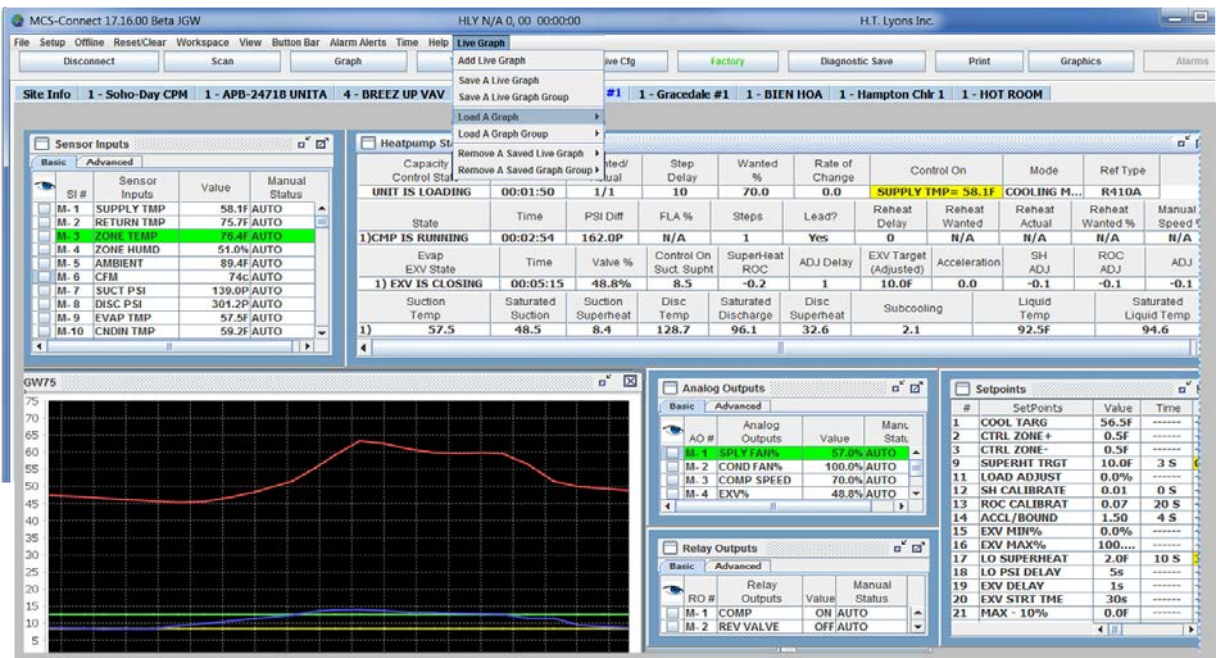 MCS-Connect 17.16.00 Beta JGW HLY N/A 0, 00 00:00:00 H.T. Lyons Inc.
File Setup Offline Reset/Clear Workspace View Button Bar Alarm Alerts Time Help Live Graph
Disconnect Scan Graph Add Live Graph ive Cfg Factory Diagnostic Save Print Graphics Alarms
Save A Live Graph
Save A Live Graph Group
Load A Graph
Load A Graph Group
Remove A Saved Live Graph
Remove A Saved Graph Group
Site Info 1 - Soho-Day CPM 1 - APB-24718 UNITA 4 - BREEZ UP VAV #1 1 - Gracedale #1 1 - BIEN HOA 1 - Hampton Chlr 1 1 - HOT ROOM
Sensor Inputs
Basic Advanced
SI # Sensor Inputs Value Manual Status
M- 1 SUPPLY TMP 58.1F AUTO
M- 2 RETURN TMP 75.7F AUTO
M- 3 ZONE TEMP 76.4F AUTO
M- 4 ZONE HUMD 51.0% AUTO
M- 5 AMBIENT 89.4F AUTO
M- 6 CFM 74c AUTO
M- 7 SUCT PSI 139.0P AUTO
M- 8 DISC PSI 301.2P AUTO
M- 9 EVAP TMP 57.5F AUTO
M-10 CNDIN TMP 59.2F AUTO
Heatpump Sta
Capacity Control State Step Delay Wanted % Rate of Change Control On Mode Ref Type
UNIT IS LOADING 00:01:50 1/1 10 70.0 0.0 SUPPLY TMP= 58.1F COOLING M... R410A
State Time PSI Diff FLA % Steps Lead? Reheat Delay Reheat Wanted Reheat Actual Reheat Wanted % Manual Speed
1)CMP IS RUNNING 00:02:54 162.0P N/A 1 Yes 0 N/A N/A N/A N/A
Evap EXV State Time Valve % Control On Suct. Supht SuperHeat ROC ADJ Delay EXV Target (Adjusted) Acceleration SH ADJ ROC ADJ ADJ
1) EXV IS CLOSING 00:05:15 48.8% 8.5 -0.2 1 10.0F 0.0 -0.1 -0.1 -0.1
Suction Temp Saturated Suction Suction Superheat Disc Temp Saturated Discharge Disc Superheat Subcooling Liquid Temp Saturated Liquid Temp
1) 57.5 48.5 8.4 128.7 96.1 32.6 2.1 92.5F 94.6
GW75
75
70
65
60
55
50
45
40
35
30
25
20
15
10
5
Analog Outputs
Basic Advanced
AO # Analog Outputs Value Manu Statu
M- 1 SPLY FAN% 57.0% AUTO
M- 2 COND FAN% 100.0% AUTO
M- 3 COMP SPEED 70.0% AUTO
M- 4 EXV% 48.8% AUTO
Relay Outputs
Basic Advanced
RO # Relay Outputs Value Manual Status
M- 1 COMP ON AUTO
M- 2 REV VALVE OFF AUTO
Setpoints
# SetPoints Value Time
1 COOL TARG 56.5F ------
2 CTRL ZONE+ 0.5F ------
3 CTRL ZONE- 0.5F ------
9 SUPERHT TRGT 10.0F 3 S
11 LOAD ADJUST 0.0% ------
12 SH CALIBRATE 0.01 0 S
13 ROC CALIBRAT 0.07 20 S
14 ACCL/BOUND 1.50 4 S
15 EXV MIN% 0.0% ------
16 EXV MAX% 100.... ------
17 LO SUPERHEAT 2.0F 10 S
18 LO PSI DELAY 5s ------
19 EXV DELAY 1s ------
20 EXV STRT TME 30s ------
21 MAX - 10% 0.0F ------